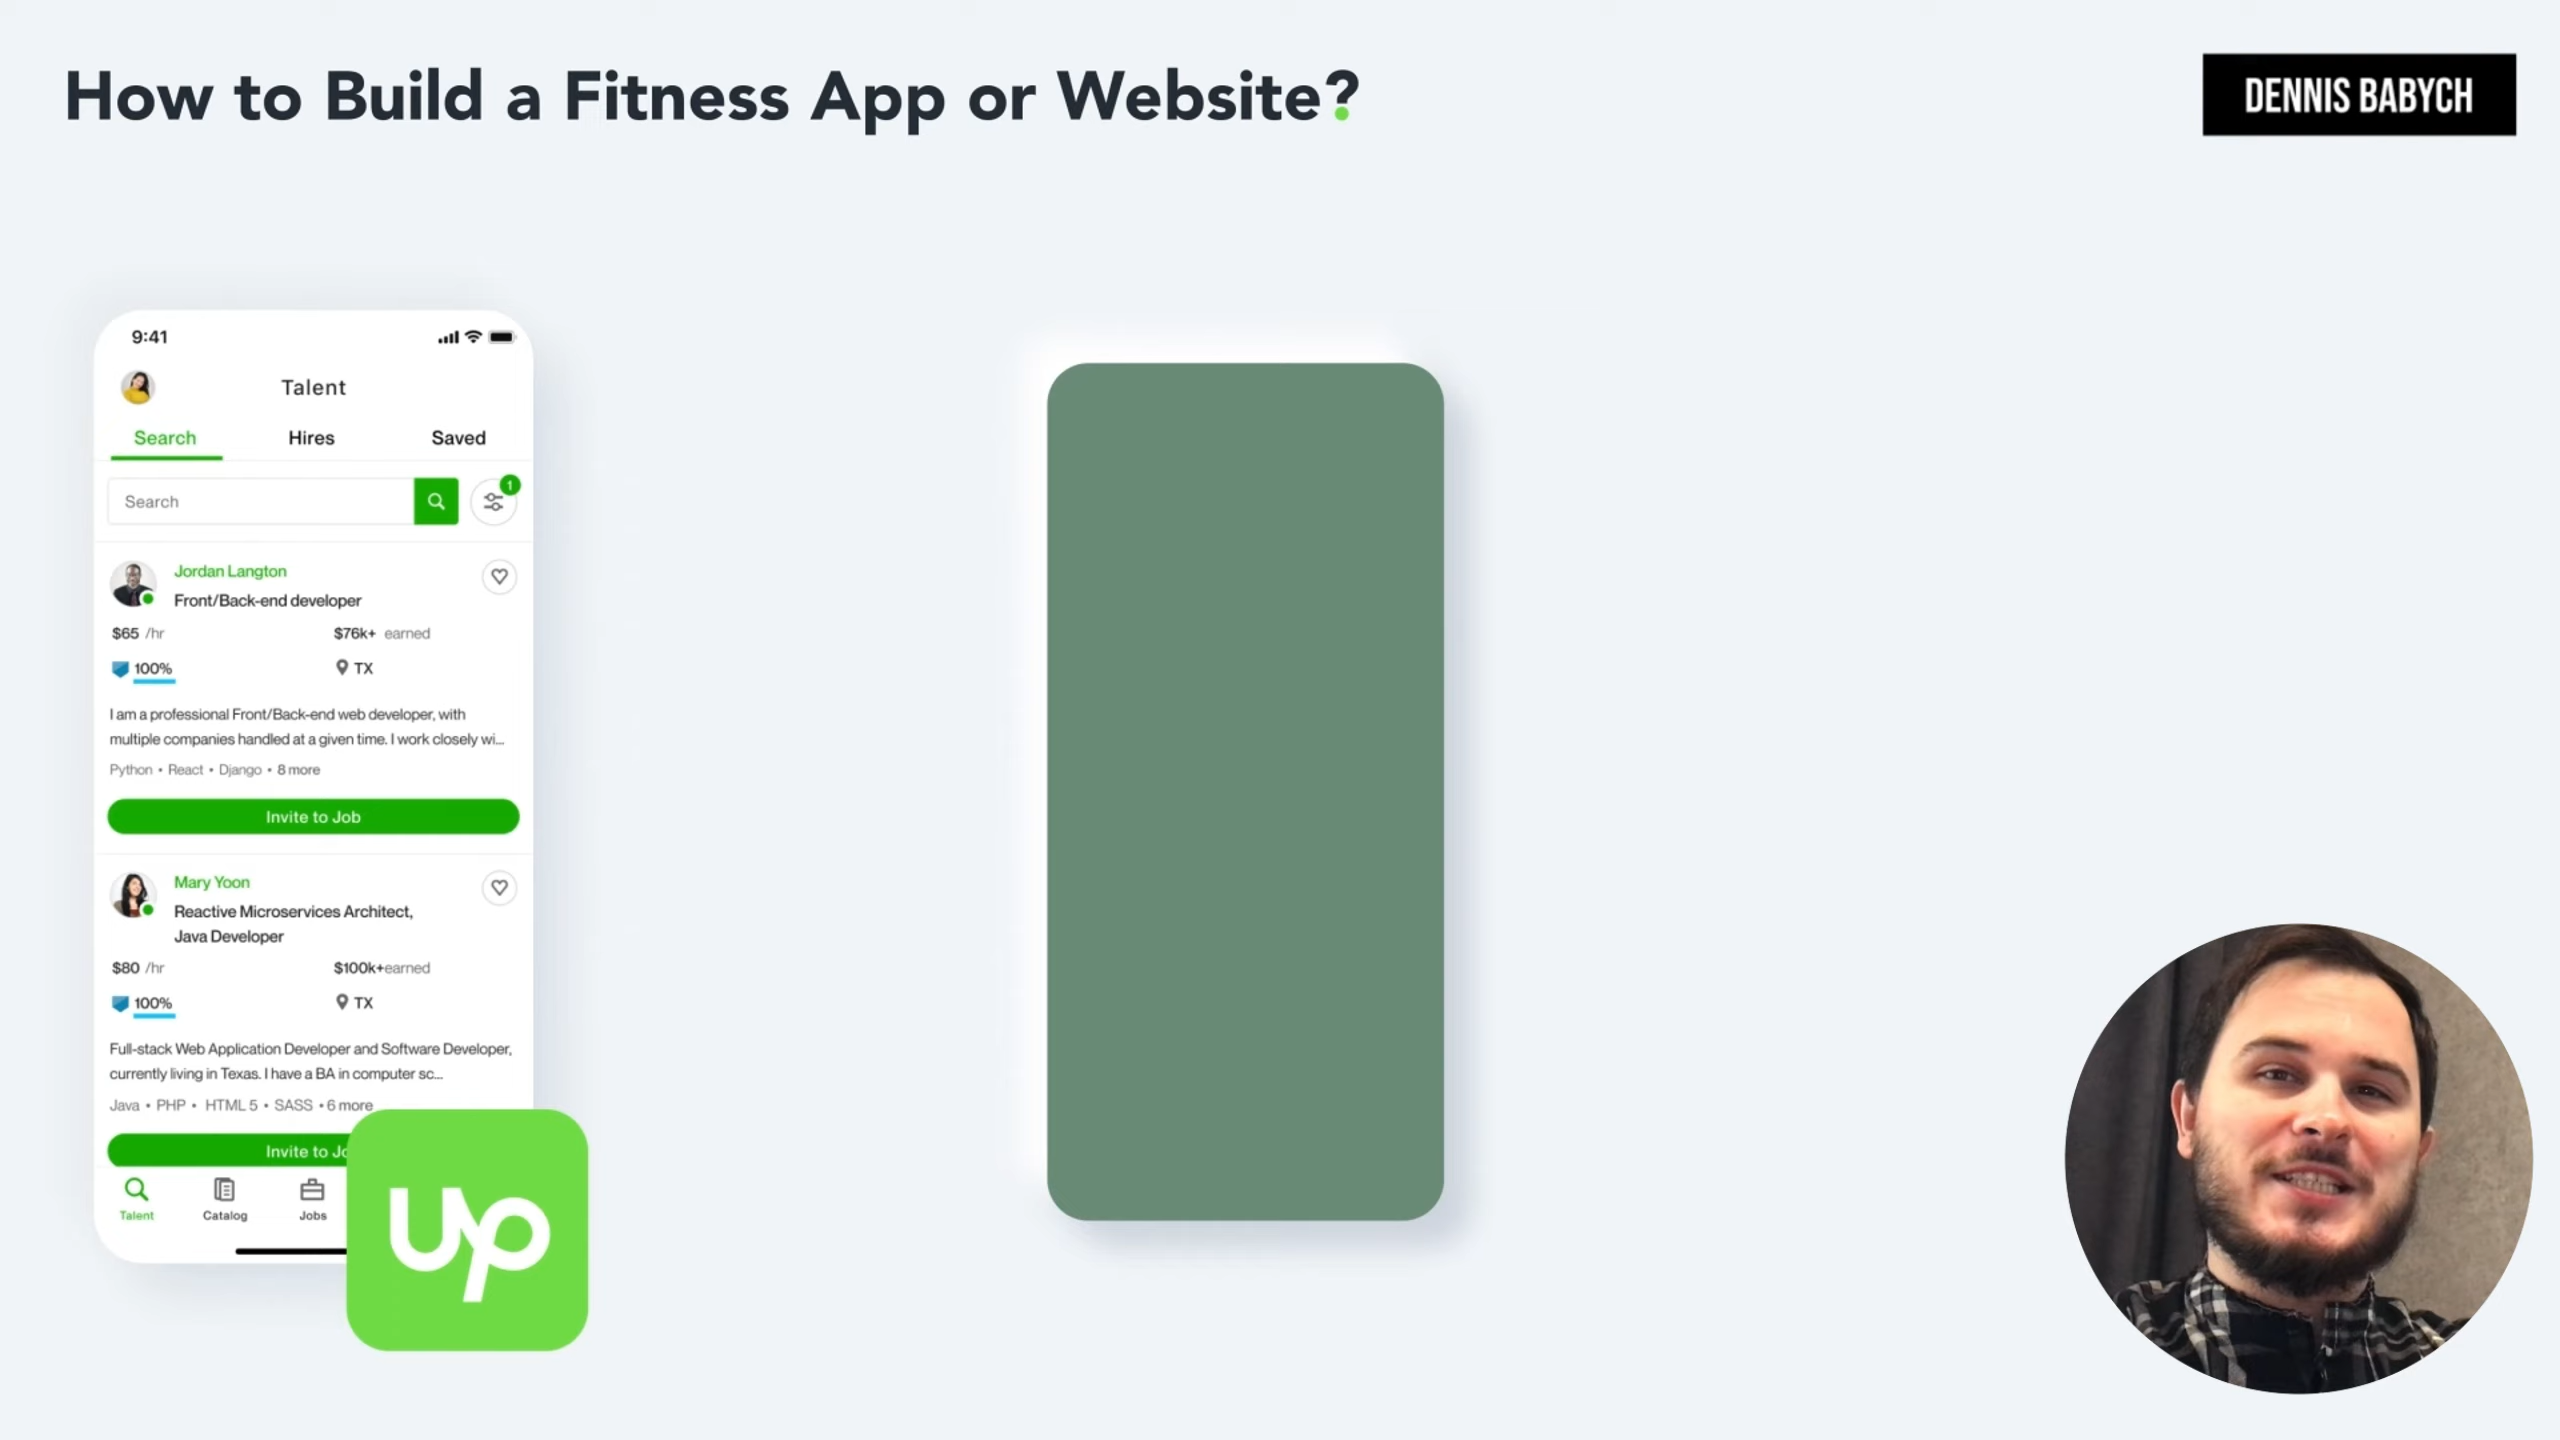 How to Build a Fitness App or Website?
DENNIS BABYCH
9:41
Talent
Search Hires Saved
Search
1
Jordan Langton
Front/Back-end developer
$65 /hr $76k+ earned
100% TX
I am a professional Front/Back-end web developer, with
multiple companies handled at a given time. I work closely wi...
Python • React • Django • 8 more
Invite to Job
Mary Yoon
Reactive Microservices Architect,
Java Developer
$80 /hr $100k+earned
100% TX
Full-stack Web Application Developer and Software Developer,
currently living in Texas. I have a BA in computer sc...
Java • PHP • HTML 5 • SASS • 6 more
Invite to Jo
Talent Catalog Jobs
up